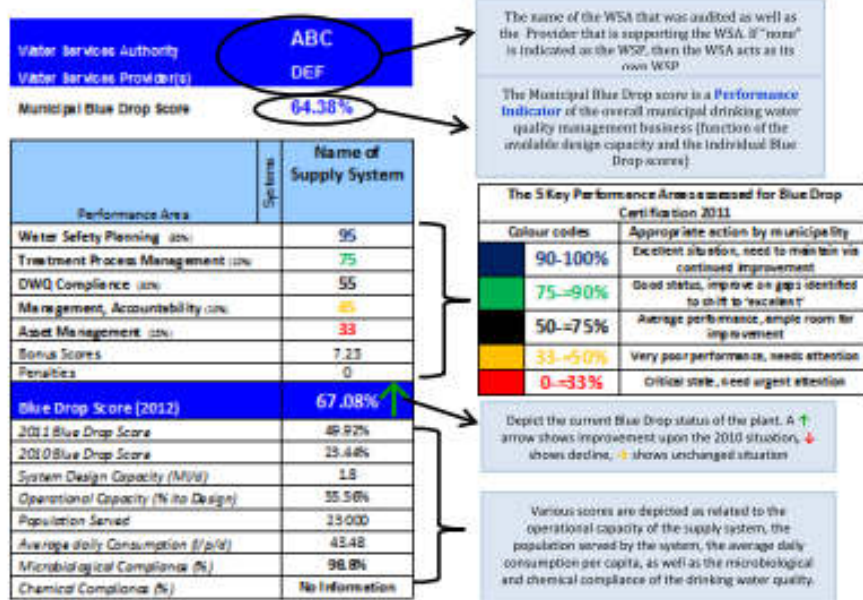 Water Services Authority
ABC
Water Services Provider(s)
DEF
Municipal Blue Drop Score
64.38%
The name of the WSA that was audited as well as
the Provider that is supporting the WSA. if "none"
is indicated as the WSP, then the WSA acts as its
own WSP
The Municipal Blue Drop score is a Performance
Indicator of the overall municipal drinking water
quality management business (function of the
available design capacity and the individual Blue
Drop scores)
Performance Area
Systems
Name of
Supply System
Water Safety Planning
95
Treatment Process Management
75
DWQ Compliance
55
Management, Accountability
Asset Management
33
Bonus Scores
7.23
Penalties
0
Blue Drop Score (2012)
67.08%
2011 Blue Drop Score
49.92%
2010 Blue Drop Score
23.44%
System Design Capacity (Ml/d)
1.8
Operational Capacity (% ito Design)
55.56%
Population Served
23 000
Average daily Consumption (l/p/d)
43.48
Microbiological Compliance (%)
98.8%
Chemical Compliance (%)
No Information
The 5 Key Performance Areas assessed for Blue Drop
Certification 2011
Colour codes
Appropriate action by municipality
90-100%
Excellent situation, need to maintain via
continued improvement
75-=90%
Good status, improve on gaps identified
to shift to 'excellent'
50-=75%
Average performance, ample room for
improvement
33-=50%
Very poor performance, needs attention
0-=33%
Critical state, need urgent attention
Depict the current Blue Drop status of the plant. A ↑
arrow shows improvement upon the 2010 situation, ↓
shows decline, shows unchanged situation
Various scores are depicted as related to the
operational capacity of the supply system, the
population served by the system, the average daily
consumption per capita, as well as the microbiological
and chemical compliance of the drinking water quality.